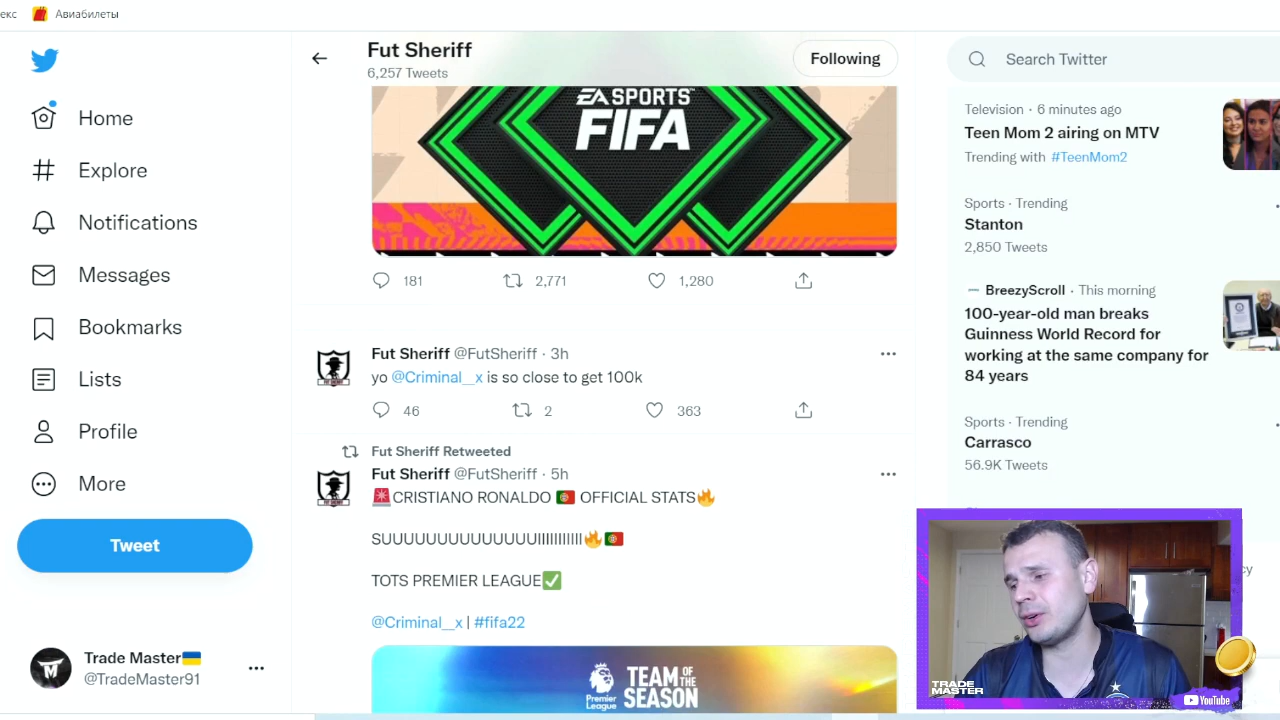 екс
Авиабилеты
Fut Sheriff
6,257 Tweets
Following
Search Twitter
Home
Explore
Notifications
Messages
Bookmarks
Lists
Profile
More
Tweet
Trade Master🇺🇦
@TradeMaster91
EA SPORTS™
FIFA
181
2,771
1,280
Fut Sheriff @FutSheriff · 3h
yo @Criminal__x is so close to get 100k
46
2
363
Fut Sheriff Retweeted
Fut Sheriff @FutSheriff · 5h
🚨CRISTIANO RONALDO 🇵🇹 OFFICIAL STATS🔥
SUUUUUUUUUUUUUUIIIIIIIIIII🔥🇵🇹
TOTS PREMIER LEAGUE✅
@Criminal__x | #fifa22
Premier
League
TEAM OF THE
SEASON
Television · 6 minutes ago
Teen Mom 2 airing on MTV
Trending with #TeenMom2
Sports · Trending
Stanton
2,850 Tweets
BreezyScroll · This morning
100-year-old man breaks
Guinness World Record for
working at the same company for
84 years
Sports · Trending
Carrasco
56.9K Tweets
cy
TRADE
MASTER
YouTube